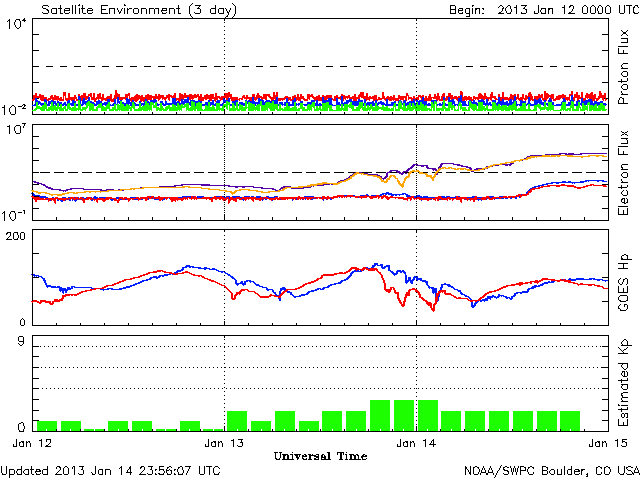 Satellite Environment (3 day) Begin: 2013 Jan 12 0000 UTC
10^4
10^-2
Proton Flux
10^7
10^-1
Electron Flux
200
0
GOES Hp
9
0
Estimated Kp
Jan 12 Jan 13 Jan 14 Jan 15
Universal Time
Updated 2013 Jan 14 23:56:07 UTC NOAA/SWPC Boulder, CO USA